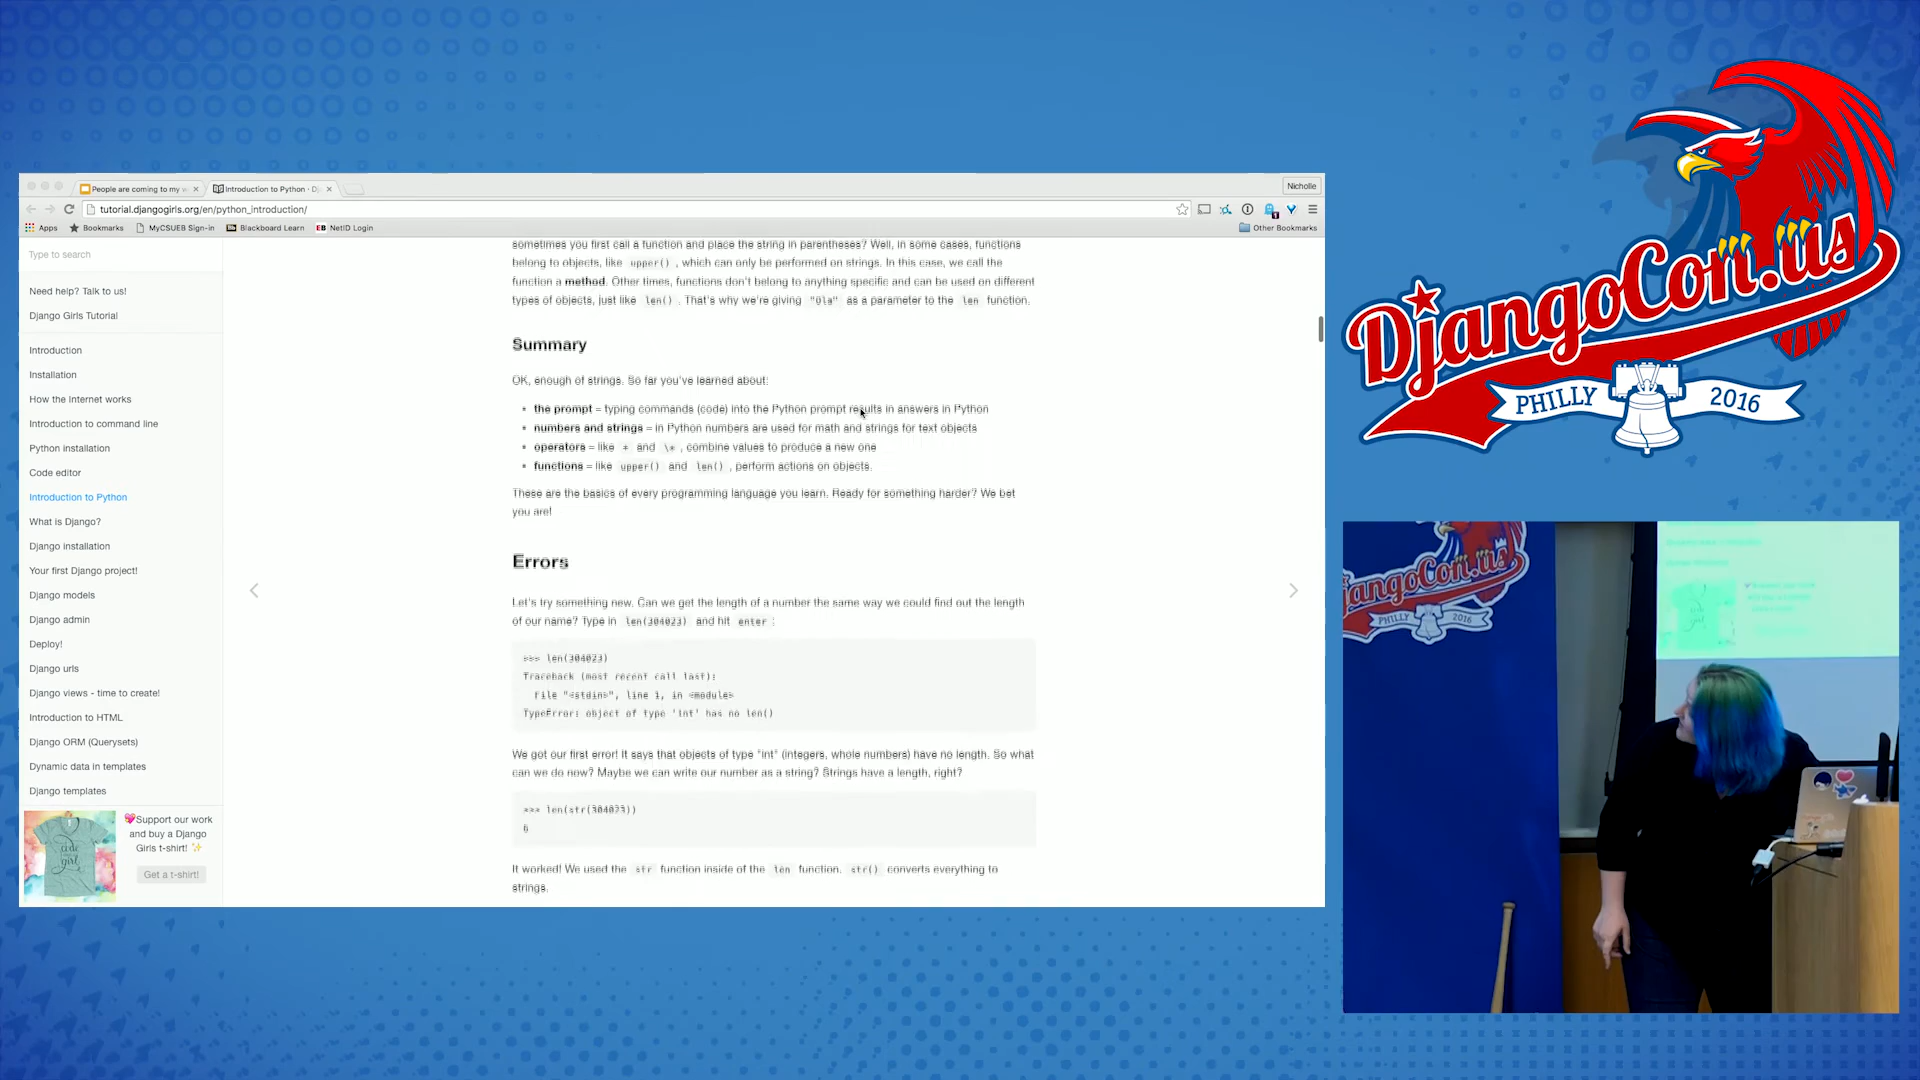 People are coming to my w
Introduction to Python · Dj
Nicholle
tutorial.djangogirls.org/en/python_introduction/
Apps
Bookmarks
MyCSUEB Sign-in
Bb
Blackboard Learn
EB
NetID Login
Other Bookmarks
Type to search
Need help? Talk to us!
Django Girls Tutorial
Introduction
Installation
How the Internet works
Introduction to command line
Python installation
Code editor
Introduction to Python
What is Django?
Django installation
Your first Django project!
Django models
Django admin
Deploy!
Django urls
Django views - time to create!
Introduction to HTML
Django ORM (Querysets)
Dynamic data in templates
Django templates
code
girl
💖Support our work
and buy a Django
Girls t-shirt! ✨
Get a t-shirt!
sometimes you first call a function and place the string in parentheses? Well, in some cases, functions
belong to objects, like upper() , which can only be performed on strings. In this case, we call the
function a method. Other times, functions don't belong to anything specific and can be used on different
types of objects, just like len() . That's why we're giving "Ola" as a parameter to the len function.
Summary
OK, enough of strings. So far you've learned about:
• the prompt – typing commands (code) into the Python prompt results in answers in Python
• numbers and strings – in Python numbers are used for math and strings for text objects
• operators – like + and \* , combine values to produce a new one
• functions – like upper() and len() , perform actions on objects.
These are the basics of every programming language you learn. Ready for something harder? We bet
you are!
Errors
Let's try something new. Can we get the length of a number the same way we could find out the length
of our name? Type in len(304023) and hit enter :
>>> len(304023)
Traceback (most recent call last):
File "<stdin>", line 1, in <module>
TypeError: object of type 'int' has no len()
We got our first error! It says that objects of type "int" (integers, whole numbers) have no length. So what
can we do now? Maybe we can write our number as a string? Strings have a length, right?
>>> len(str(304023))
6
It worked! We used the str function inside of the len function. str() converts everything to
strings.
DjangoCon.us
PHILLY 2016
jangoCon.us
PHILLY 2016